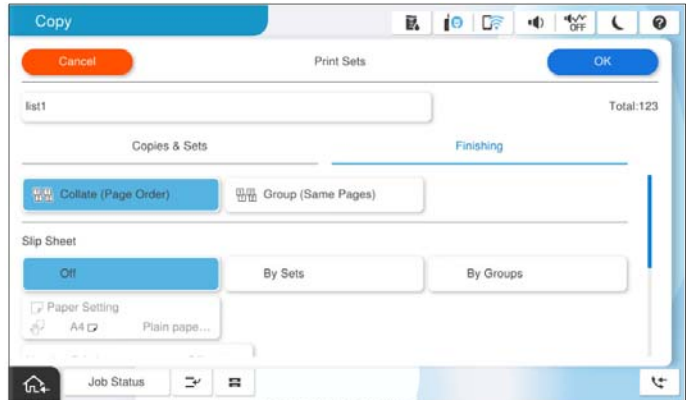 Copy
OFF
Cancel
Print Sets
OK
list1
Total:123
Copies & Sets
Finishing
Collate (Page Order)
Group (Same Pages)
Slip Sheet
Off
By Sets
By Groups
Paper Setting
A4
Plain pape...
Job Status